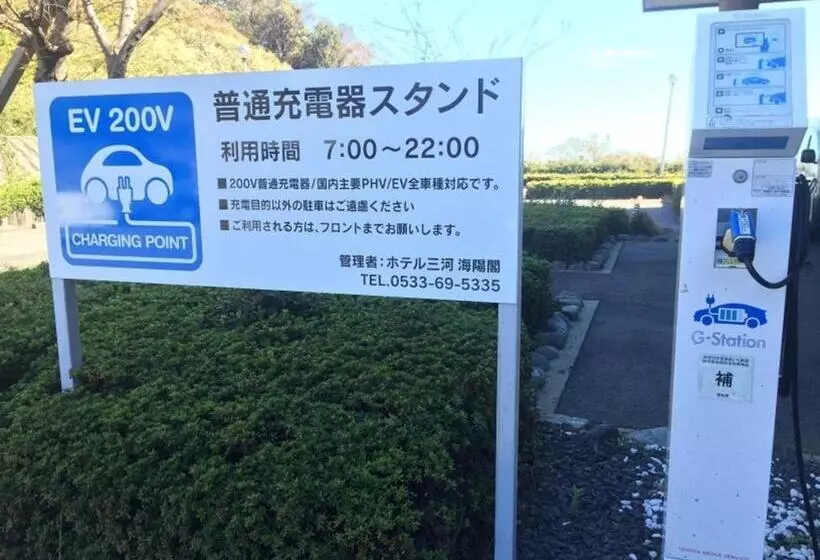 EV 200V
CHARGING POINT
普通充電器スタンド
利用時間 7:00～22:00
■200V普通充電器/国内主要PHV/EV全車種対応です。
■充電目的以外の駐車はご遠慮ください
■ご利用される方は、フロントまでお願いします。
管理者:ホテル三河 海陽閣
TEL.0533-69-5335
G-Station
補
TOYOTA MEDIA SERVICE